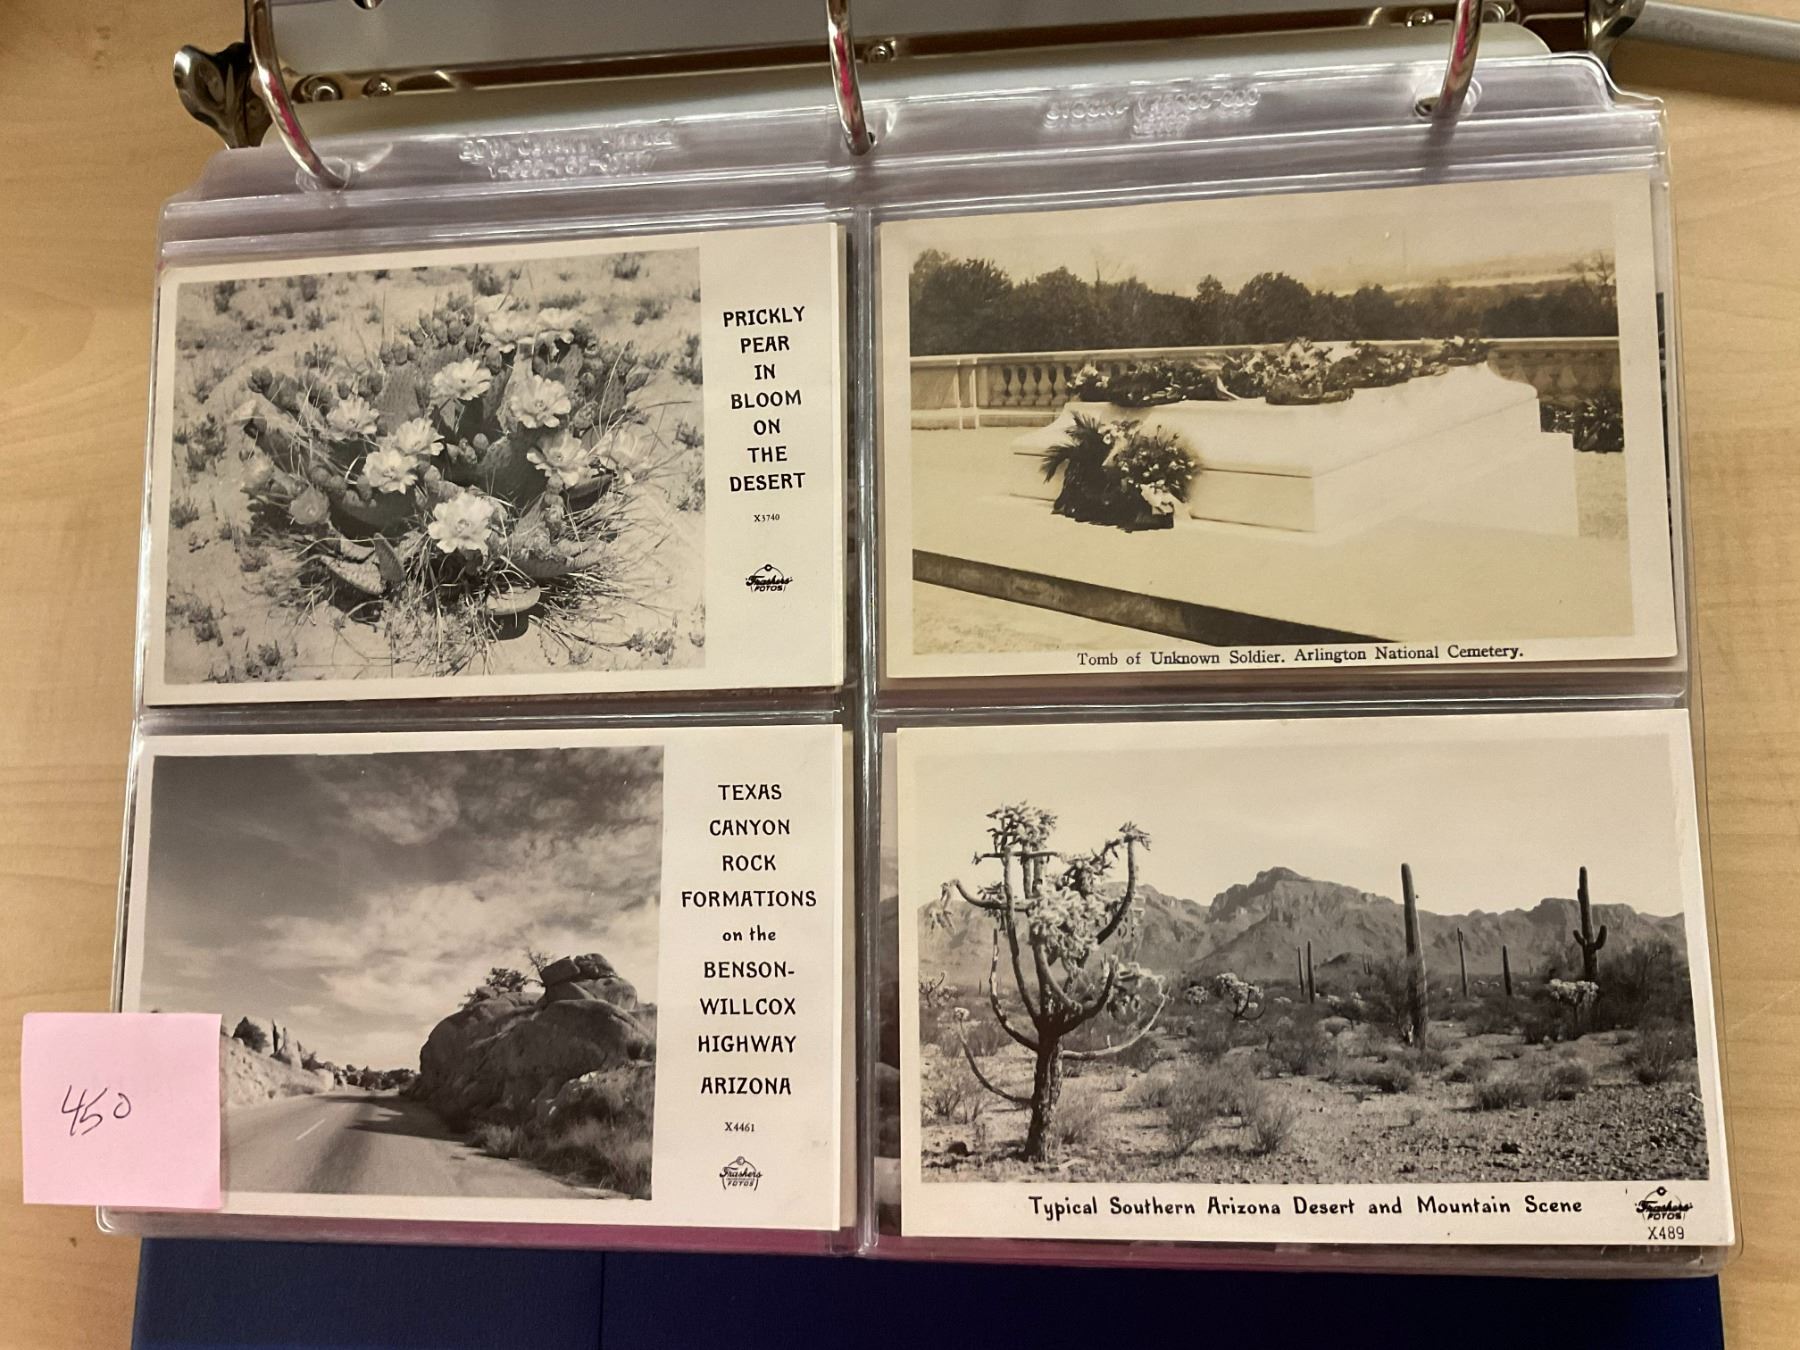 PRICKLY
PEAR
IN
BLOOM
ON
THE
DESERT
X3740
Frashers
FOTOS
Tomb of Unknown Soldier. Arlington National Cemetery.
TEXAS
CANYON
ROCK
FORMATIONS
on the
BENSON-
WILLCOX
HIGHWAY
ARIZONA
X4461
Frashers
FOTOS
Typical Southern Arizona Desert and Mountain Scene
Frashers
FOTOS
X489
450